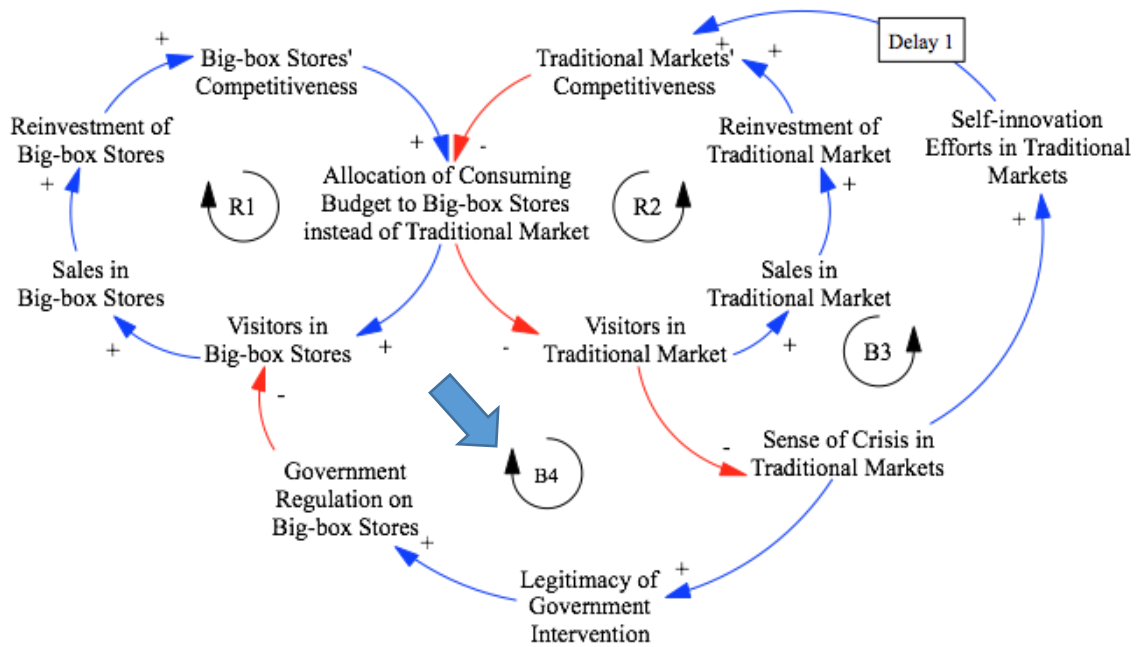 Big-box Stores'
Competitiveness
Traditional Markets'
Competitiveness
Delay 1
Reinvestment of
Big-box Stores
Reinvestment of
Traditional Market
Self-innovation
Efforts in Traditional
Markets
Allocation of Consuming
Budget to Big-box Stores
instead of Traditional Market
R1
R2
Sales in
Big-box Stores
Sales in
Traditional Market
Visitors in
Big-box Stores
Visitors in
Traditional Market
B3
Sense of Crisis in
Traditional Markets
B4
Government
Regulation on
Big-box Stores
Legitimacy of
Government
Intervention
+
+
+
+
+
+
+
+
+
+
+
+
+
-
-
-
-